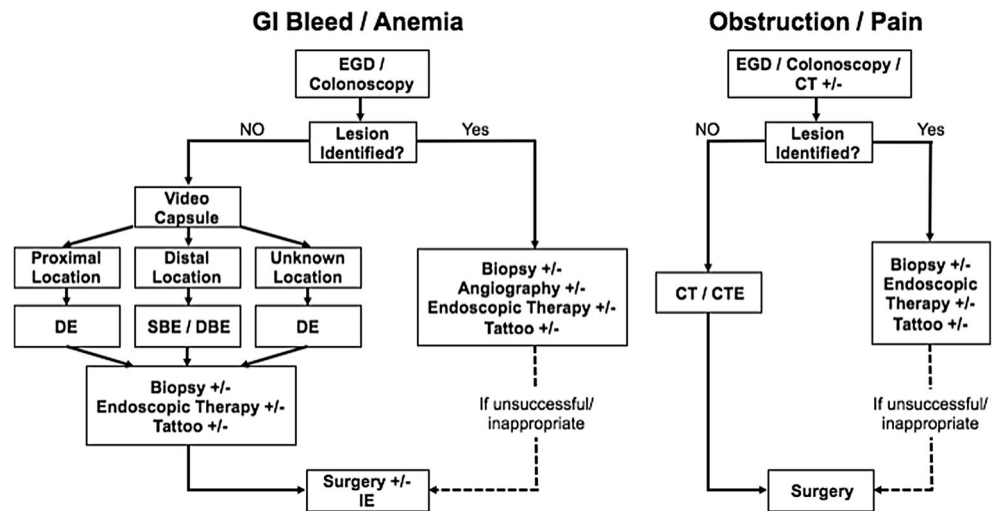 GI Bleed / Anemia
EGD /
Colonoscopy
NO
Yes
Lesion
Identified?
Video
Capsule
Proximal
Location
Distal
Location
Unknown
Location
DE
SBE / DBE
DE
Biopsy +/-
Endoscopic Therapy +/-
Tattoo +/-
Biopsy +/-
Angiography +/-
Endoscopic Therapy +/-
Tattoo +/-
If unsuccessful/
inappropriate
Surgery +/-
IE
Obstruction / Pain
EGD / Colonoscopy /
CT +/-
NO
Yes
Lesion
Identified?
CT / CTE
Biopsy +/-
Endoscopic
Therapy +/-
Tattoo +/-
If unsuccessful/
inappropriate
Surgery